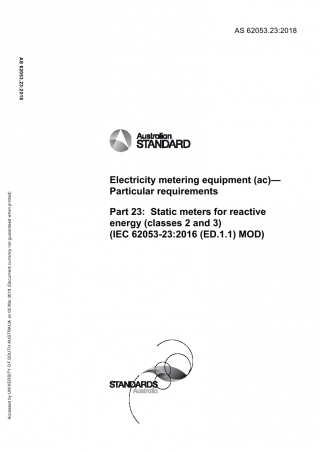 AS 62053.23:2018
AS 62053.23:2018
Australian
STANDARD
Electricity metering equipment (ac)—
Particular requirements
Part 23: Static meters for reactive
energy (classes 2 and 3)
(IEC 62053-23:2016 (ED.1.1) MOD)
Accessed by UNIVERSITY OF SOUTH AUSTRALIA on 05 Mar 2019 (Document currency not guaranteed when printed)
STANDARDS
Australia